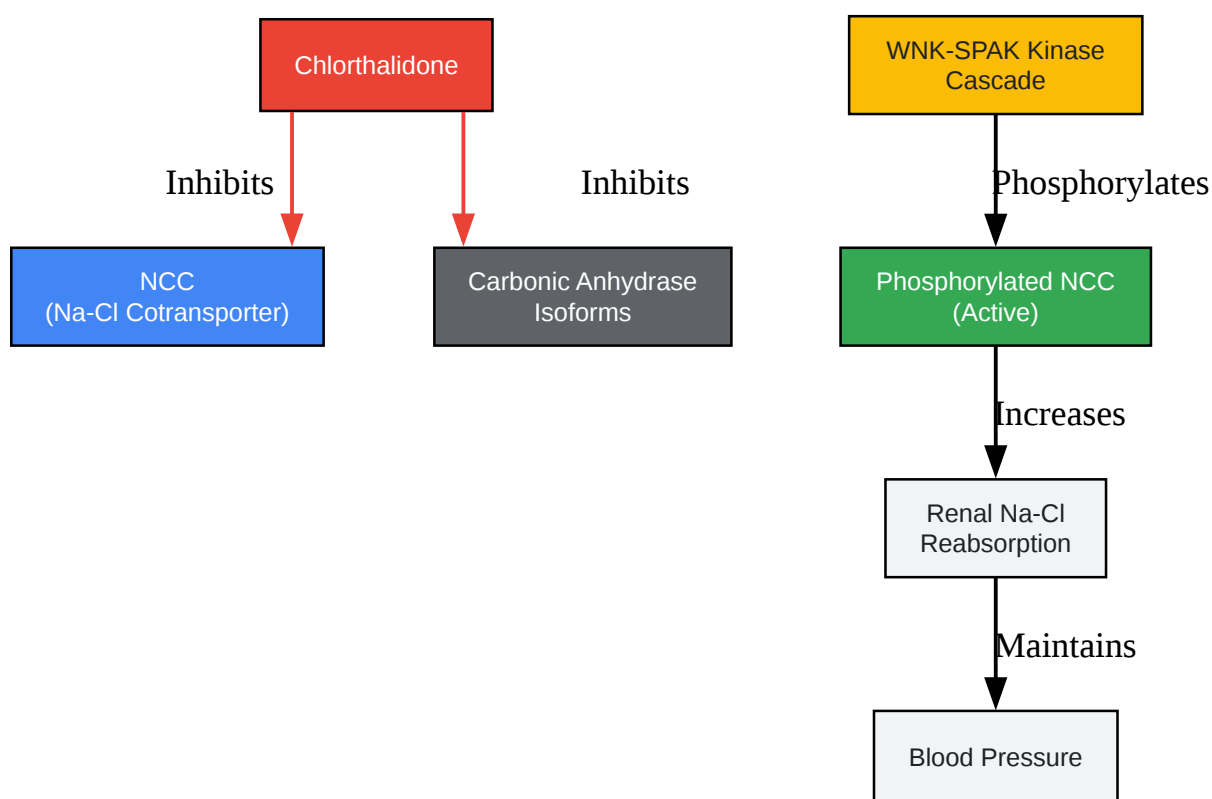 Chlorthalidone
WNK-SPAK Kinase
Cascade
Inhibits
Inhibits
Phosphorylates
NCC
(Na-Cl Cotransporter)
Carbonic Anhydrase
Isoforms
Phosphorylated NCC
(Active)
Increases
Renal Na-Cl
Reabsorption
Maintains
Blood Pressure